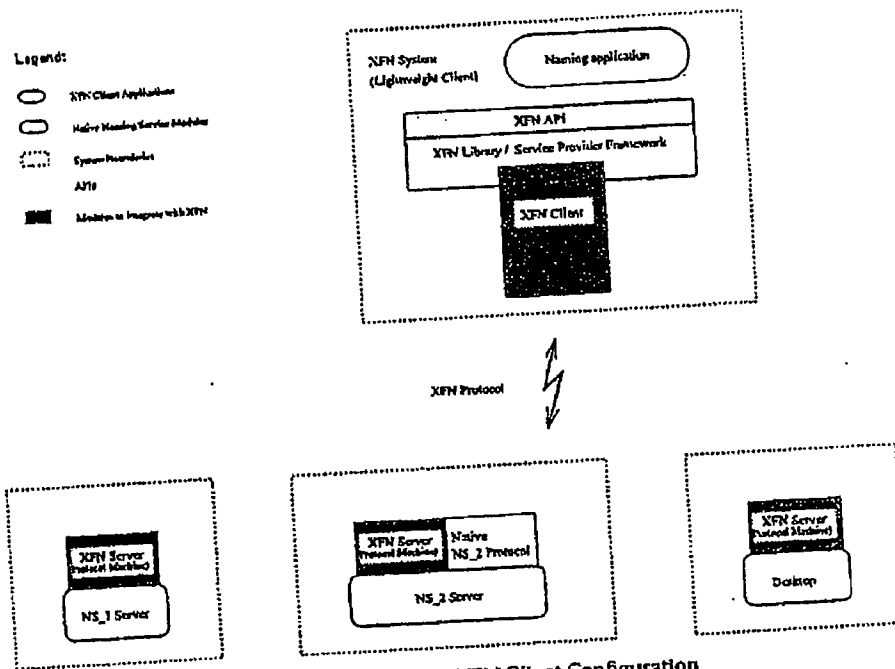 Legend:
XFN Client Applications
Native Naming Service Modules
System Boundaries
APIs
Modules to Integrate with XFN
XFN System
(Lightweight Client)
Naming application
XFN API
XFN Library / Service Provider Framework
XFN Client
XFN Protocol
XFN Server
(Protocol Machine)
NS_1 Server
XFN Server
(Protocol Machine)
Native
NS_2 Protocol
NS_2 Server
XFN Server
(Protocol Machine)
Desktop
Client Configuration